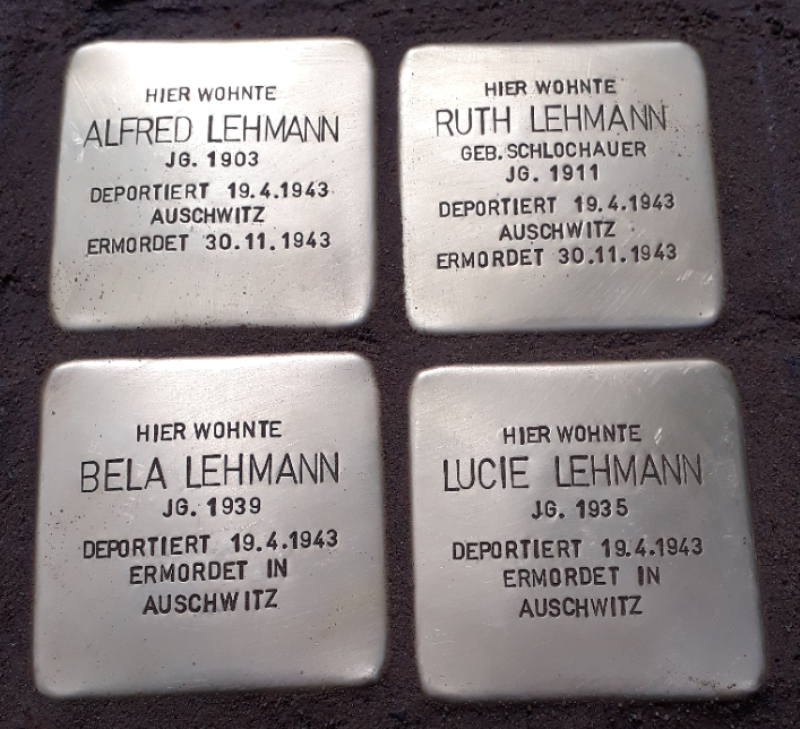 HIER WOHNTE
ALFRED LEHMANN
JG. 1903
DEPORTIERT 19.4.1943
AUSCHWITZ
ERMORDET 30.11.1943
HIER WOHNTE
RUTH LEHMANN
GEB. SCHLOCHAUER
JG. 1911
DEPORTIERT 19.4.1943
AUSCHWITZ
ERMORDET 30.11.1943
HIER WOHNTE
BELA LEHMANN
JG. 1939
DEPORTIERT 19.4.1943
ERMORDET IN
AUSCHWITZ
HIER WOHNTE
LUCIE LEHMANN
JG. 1935
DEPORTIERT 19.4.1943
ERMORDET IN
AUSCHWITZ